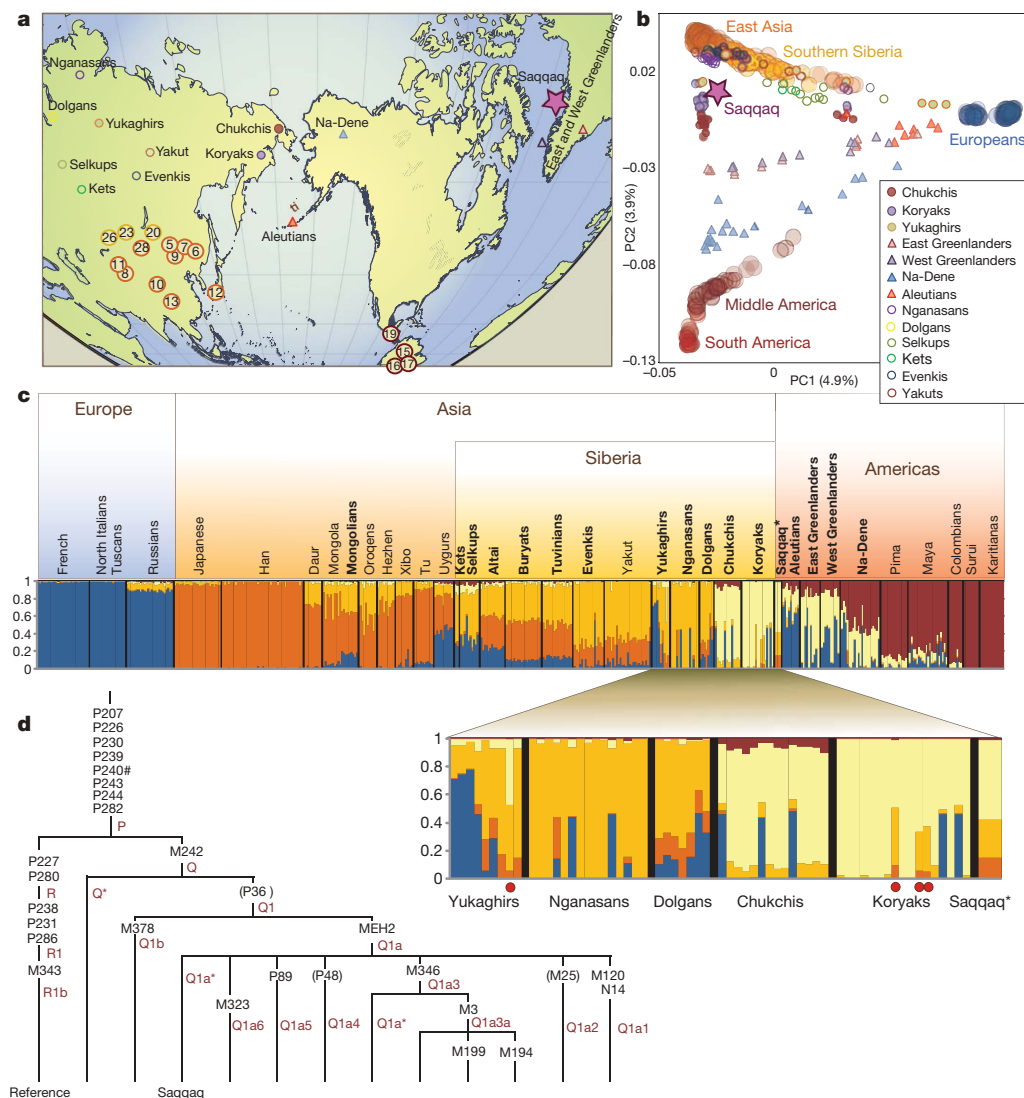 a
Nganasans
Dolgans
Yukaghirs
Selkups
Yakut
Kets
Evenkis
Chukchis
Koryaks
Na-Dene
Aleutians
Saqqaq
East and West Greenlanders
26
23
20
28
5
7
6
9
11
8
10
13
12
19
15
16
17
b
East Asia
Southern Siberia
Saqqaq
Europeans
Middle America
South America
0.02
−0.03
−0.08
−0.13
PC2 (3.9%)
−0.05
0
PC1 (4.9%)
Chukchis
Koryaks
Yukaghirs
East Greenlanders
West Greenlanders
Na-Dene
Aleutians
Nganasans
Dolgans
Selkups
Kets
Evenkis
Yakuts
c
Europe
Asia
Siberia
Americas
French
North Italians
Tuscans
Russians
Japanese
Han
Daur
Mongola
Mongolians
Oroqens
Hezhen
Xibo
Tu
Uygurs
Kets
Selkups
Altai
Buryats
Tuvinians
Evenkis
Yakut
Yukaghirs
Nganasans
Dolgans
Chukchis
Koryaks
Saqqaq*
Aleutians
East Greenlanders
West Greenlanders
Na-Dene
Pima
Maya
Colombians
Surui
Karitianas
1
0.8
0.6
0.4
0.2
0
1
0.8
0.6
0.4
0.2
0
Yukaghirs
Nganasans
Dolgans
Chukchis
Koryaks
Saqqaq*
d
P207
P226
P230
P239
P240#
P243
P244
P282
P
P227
P280
R
P238
P231
P286
R1
M343
R1b
M242
Q
Q*
(P36 )
Q1
M378
Q1b
MEH2
Q1a
Q1a*
M323
Q1a6
P89
Q1a5
(P48)
Q1a4
M346
Q1a3
Q1a*
M3
Q1a3a
M199
M194
(M25)
Q1a2
M120
N14
Q1a1
Reference
Saqqaq